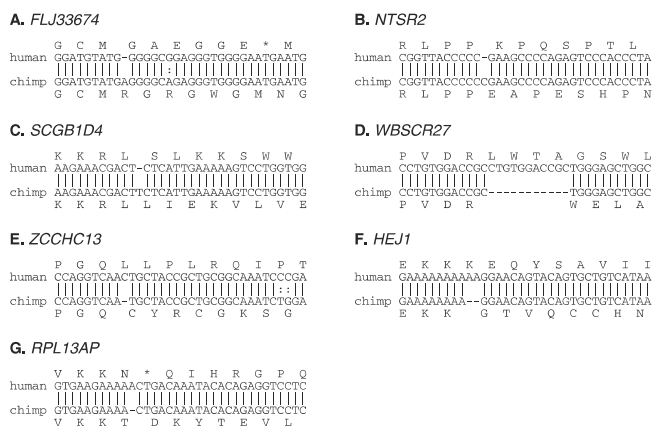 A. FLJ33674
G C M G A E G G E * M
human GGATGTATG-GGGGCGGAGGGTGGGGAATGAATG
chimp GGATGTATGAGGGGCAGAGGGTGGGGAATGAATG
G C M R G R G W G M N G
B. NTSR2
R L P P K P Q S P T L
human CGGTTACCCCC-GAAGCCCCAGAGTCCCACCCTA
chimp CGGTTACCCCCCGAAGCCCCAGAGTCCCACCCTA
R L P P E A P E S H P N
C. SCGB1D4
K K R L S L K K S W W
human AAGAAACGACT-CTCATTGAAAAAGTCCTGGTGG
chimp AAGAAACGACTTCTCATTGAAAAAGTCCTGGTGG
K K R L L I E K V L V E
D. WBSCR27
P V D R L W T A G S W L
human CCTGTGGACCGCCTGTGGACCGCTGGGAGCTGGC
chimp CCTGTGGACCGC-----------TGGGAGCTGGC
P V D R W E L A
E. ZCCHC13
P G Q L L P L R Q I P T
human CCAGGTCAACTGCTACCGCTGCGGCAAATCCCGA
: :
chimp CCAGGTCAA-TGCTACCGCTGCGGCAAATCTGGA
P G Q C Y R C G K S G
F. HEJ1
E K K K E Q Y S A V I I
human GAAAAAAAAAAGGAACAGTACAGTGCTGTCATAA
chimp GAAAAAAAA--GGAACAGTACAGTGCTGTCATAA
E K K G T V Q C C H N
G. RPL13AP
V K K N * Q I H R G P Q
human GTGAAGAAAAACTGACAAATACACAGAGGTCCTC
chimp GTGAAGAAAA-CTGACAAATACACAGAGGTCCTC
V K K T D K Y T E V L